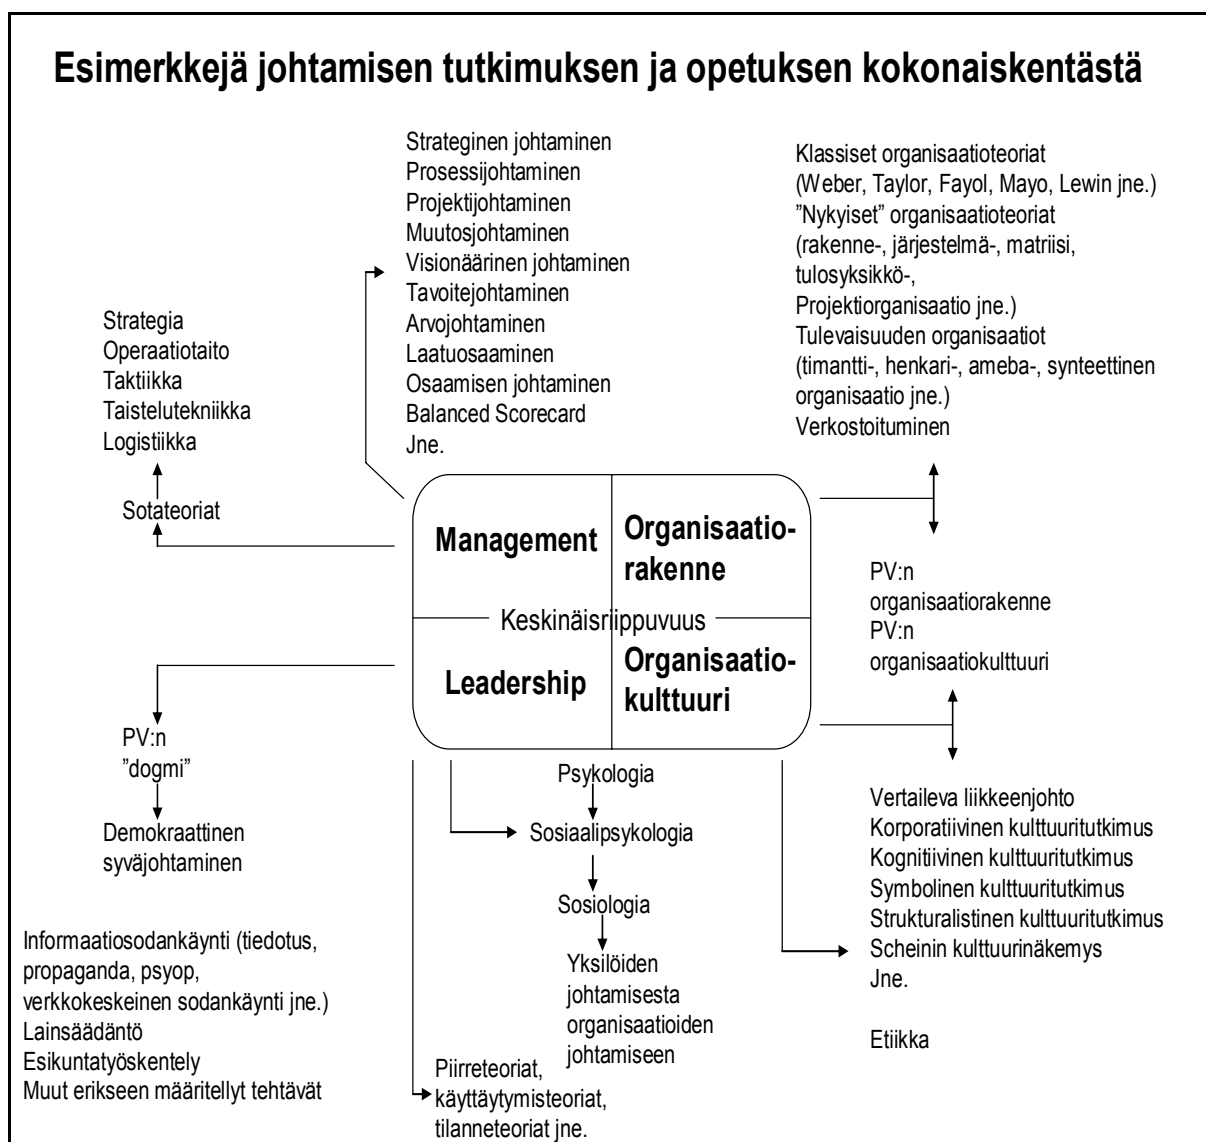 Esimerkkejä johtamisen tutkimuksen ja opetuksen kokonaiskentästä
Strateginen johtaminen
Prosessijohtaminen
Projektijohtaminen
Muutosjohtaminen
Visionäärinen johtaminen
Tavoitejohtaminen
Arvojohtaminen
Laatuosaaminen
Osaamisen johtaminen
Balanced Scorecard
Jne.
Klassiset organisaatioteoriat
(Weber, Taylor, Fayol, Mayo, Lewin jne.)
”Nykyiset” organisaatioteoriat
(rakenne-, järjestelmä-, matriisi,
tulosyksikkö-,
Projektiorganisaatio jne.)
Tulevaisuuden organisaatiot
(timantti-, henkari-, ameba-, synteettinen
organisaatio jne.)
Verkostoituminen
Strategia
Operaatiotaito
Taktiikka
Taistelutekniikka
Logistiikka
Sotateoriat
Management
Organisaatio-
rakenne
Keskinäisriippuvuus
Leadership
Organisaatio-
kulttuuri
PV:n
organisaatiorakenne
PV:n
organisaatiokulttuuri
PV:n
”dogmi”
Demokraattinen
syväjohtaminen
Psykologia
Sosiaalipsykologia
Sosiologia
Yksilöiden
johtamisesta
organisaatioiden
johtamiseen
Vertaileva liikkeenjohto
Korporatiivinen kulttuuritutkimus
Kognitiivinen kulttuuritutkimus
Symbolinen kulttuuritutkimus
Strukturalistinen kulttuuritutkimus
Scheinin kulttuurinäkemys
Jne.
Etiikka
Informaatiosodankäynti (tiedotus,
propaganda, psyop,
verkkokeskeinen sodankäynti jne.)
Lainsäädäntö
Esikuntatyöskentely
Muut erikseen määritellyt tehtävät
Piirreteoriat,
käyttäytymisteoriat,
tilanneteoriat jne.